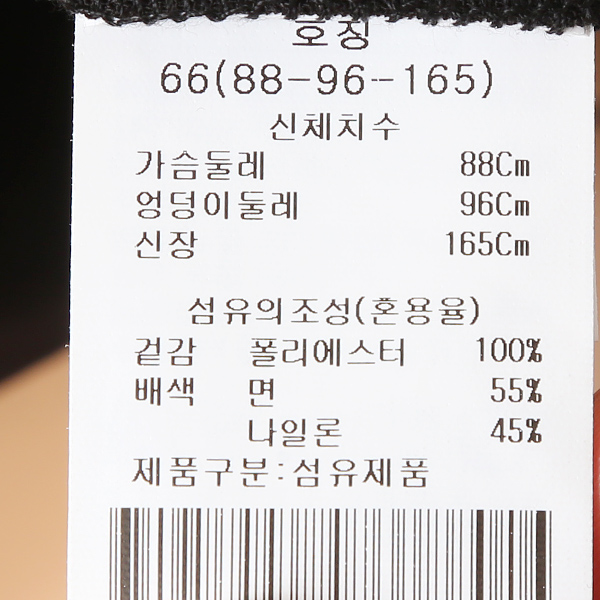 호칭
66(88-96-165)
신체치수
가슴둘레 88Cm
엉덩이둘레 96Cm
신장 165Cm
섬유의조성(혼용율)
겉감 폴리에스터 100%
배색 면 55%
나일론 45%
제품구분:섬유제품